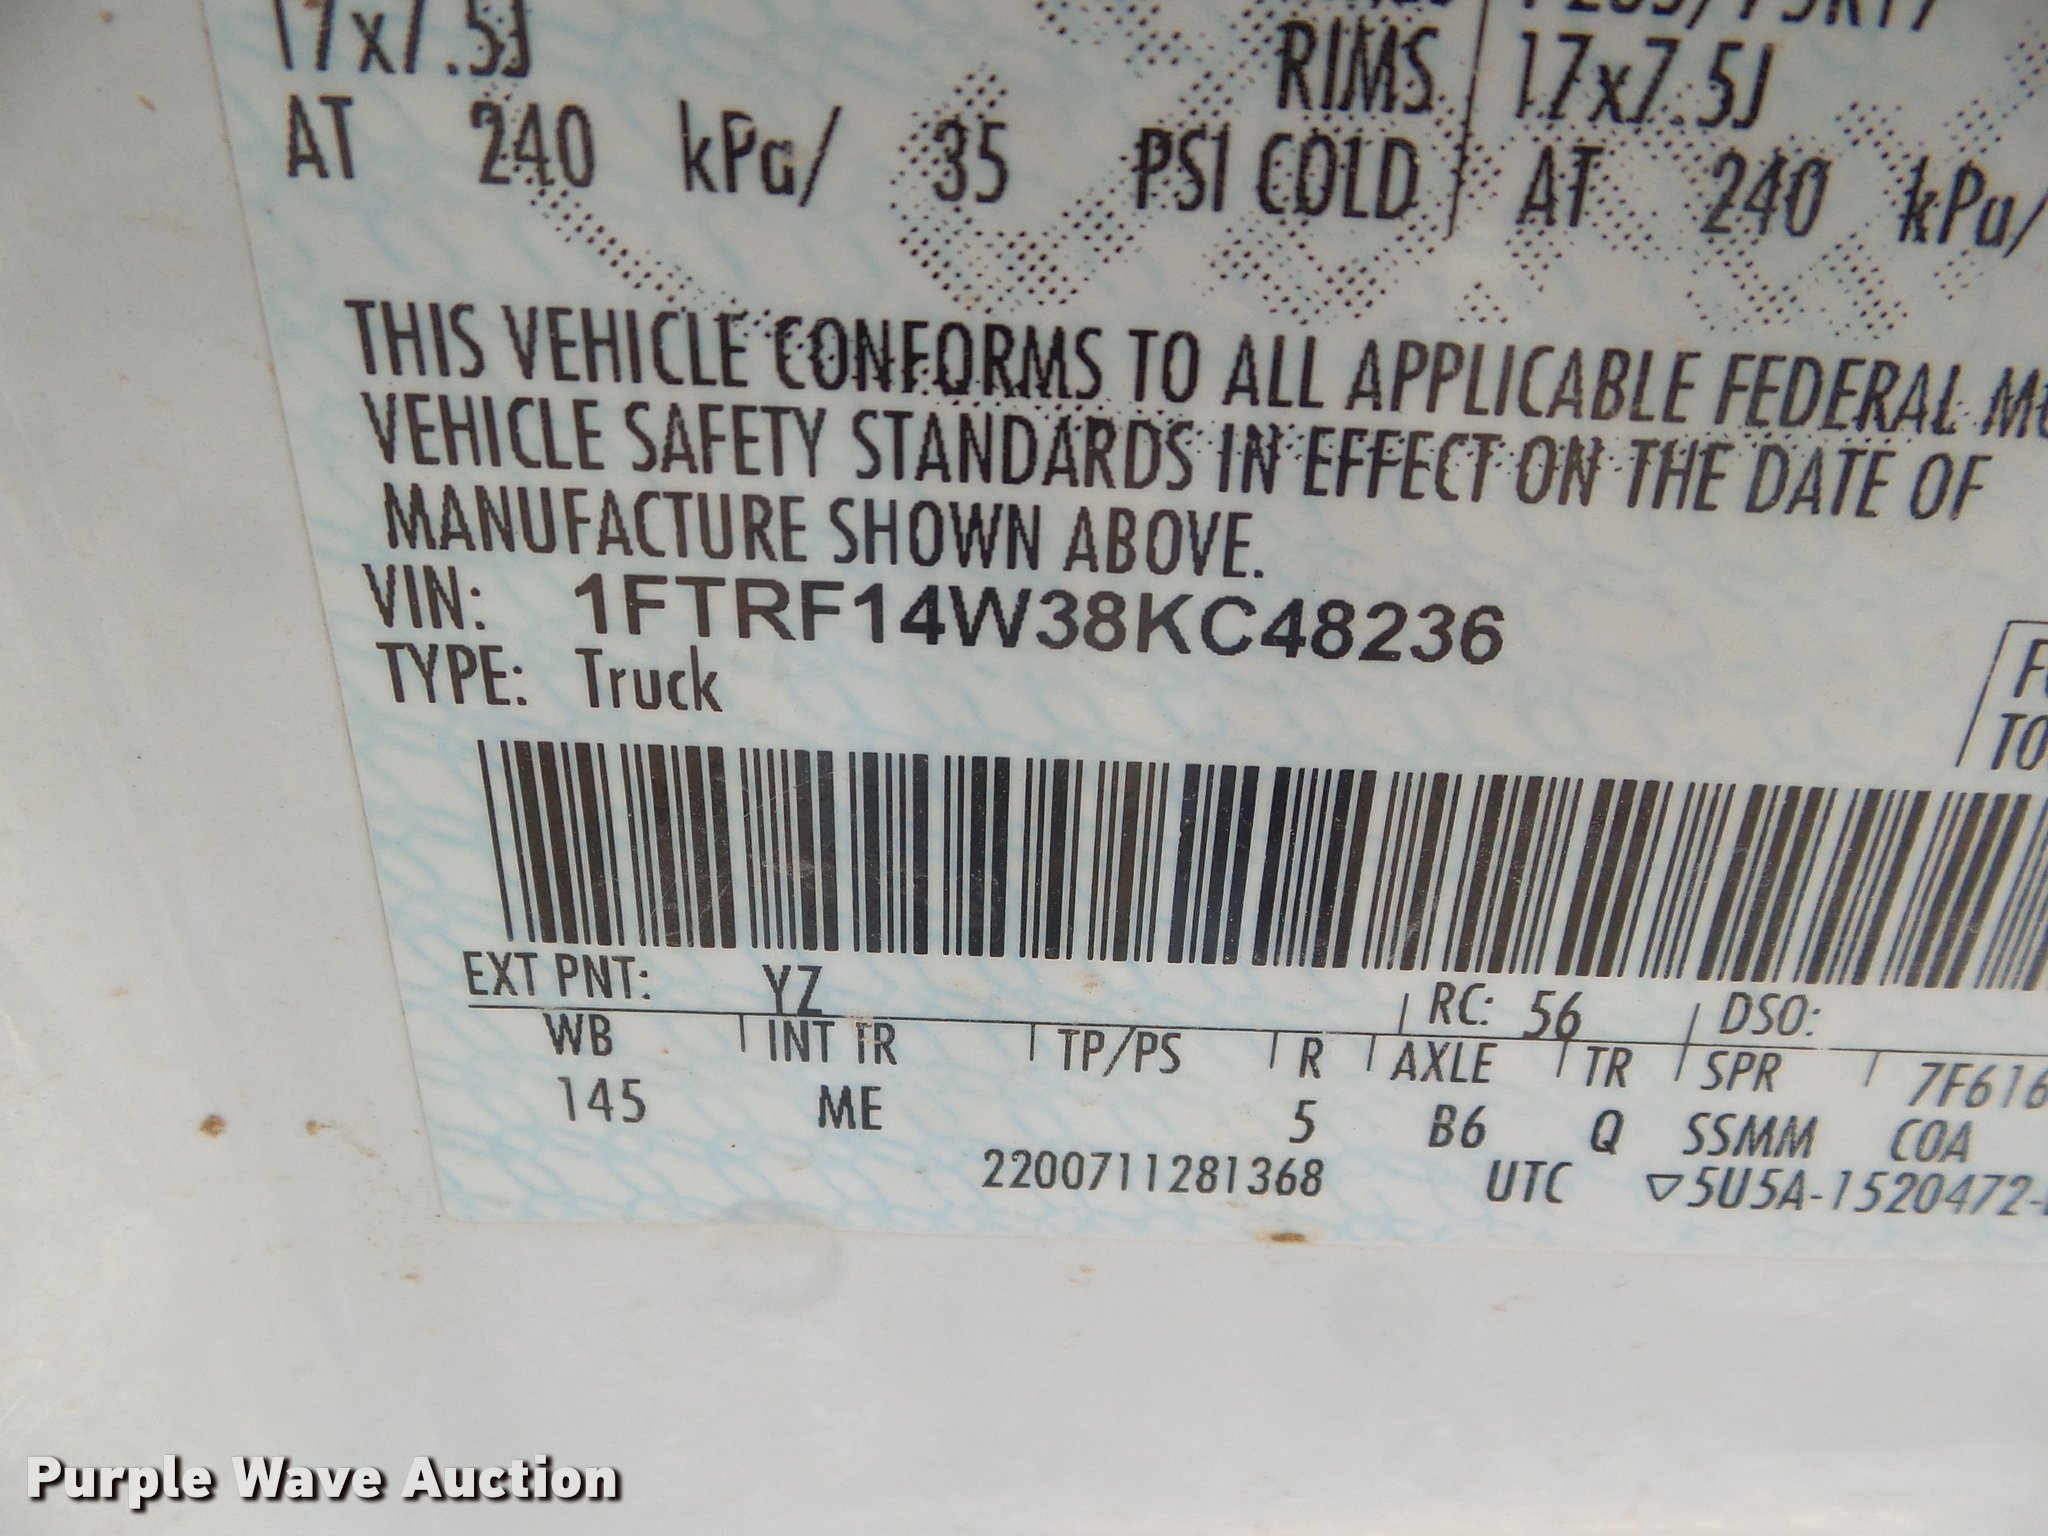 17x7.5J
RIMS 17x7.5J
AT 240 kPa/ 35 PSI COLD AT 240 kPa/
THIS VEHICLE CONFORMS TO ALL APPLICABLE FEDERAL
VEHICLE SAFETY STANDARDS IN EFFECT ON THE DATE OF
MANUFACTURE SHOWN ABOVE.
VIN: 1FTRF14W38KC48236
TYPE: Truck
EXT PNT: YZ RC: 56 DSO:
WB INT TR TP/PS R AXLE TR SPR 7F616
145 ME 5 B6 Q SSMM COA
2200711281368 UTC ▽5U5A-1520472-
Purple Wave Auction